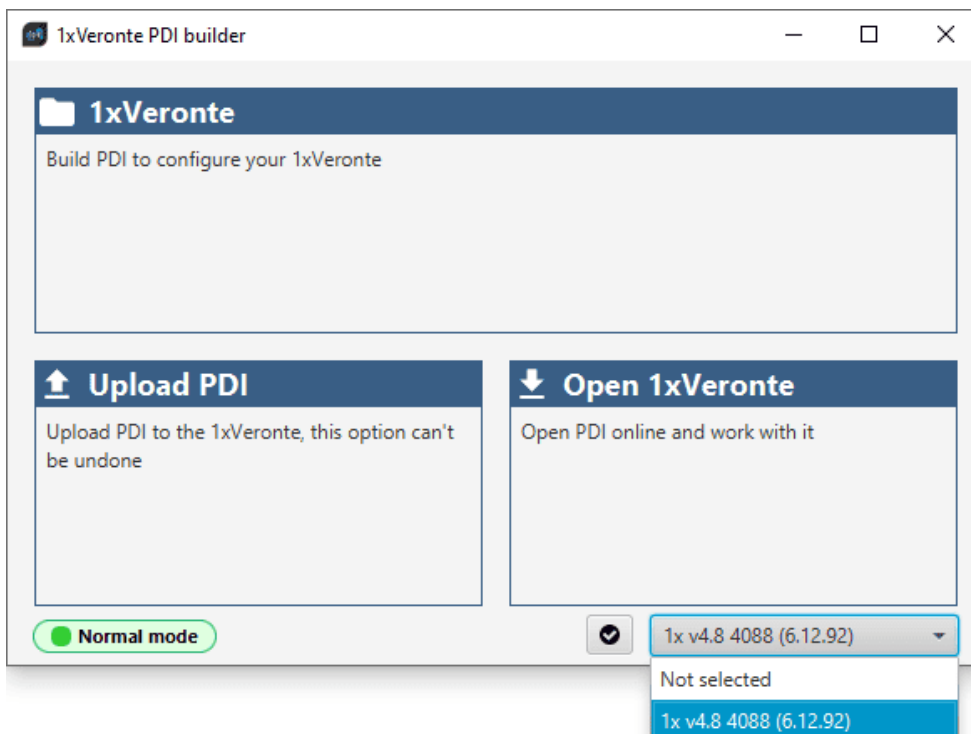 1xVeronte PDI builder
1xVeronte
Build PDI to configure your 1xVeronte
Upload PDI
Upload PDI to the 1xVeronte, this option can't
be undone
Open 1xVeronte
Open PDI online and work with it
Normal mode
1x v4.8 4088 (6.12.92)
Not selected
1x v4.8 4088 (6.12.92)